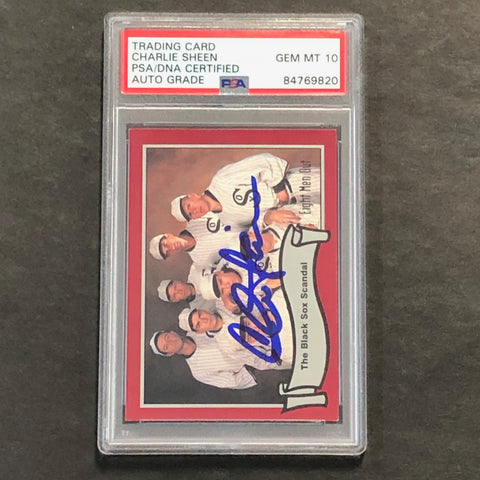 TRADING CARD
CHARLIE SHEEN
PSA/DNA CERTIFIED
AUTO GRADE
GEM MT 10
84769820
PSA
Eight Men Out
The Black Sox Scandal